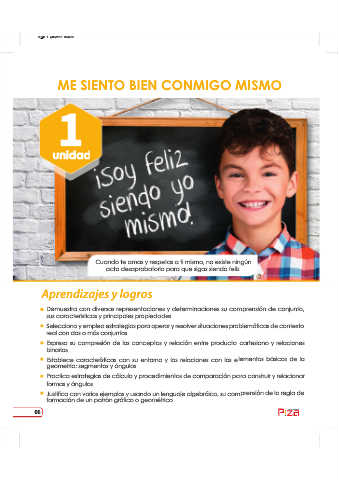 ME SIENTO BIEN CONMIGO MISMO
1
unidad
¡Soy feliz
siendo yo
mismo!
Cuando te amas y respetas a ti mismo, no existe ningún
acto desaprobatorio para que sigas siendo feliz.
Aprendizajes y logros
Demuestra con diversas representaciones y determinaciones su comprensión de conjunto,
sus características y principales propiedades
Selecciona y emplea estrategias para operar y resolver situaciones problemáticas de contexto
real con dos o más conjuntos
Expresa su comprensión de los conceptos y relación entre producto cartesiano y relaciones
binarias
Establece características con su entorno y las relaciones con los elementos básicos de la
geometría: segmentos y ángulos
Practica estrategias de cálculo y procedimientos de comparación para construir y relacionar
formas y ángulos
Justifica con varios ejemplos y usando un lenguaje algebraico, su comprensión de la regla de
formación de un patrón gráfico o geométrico